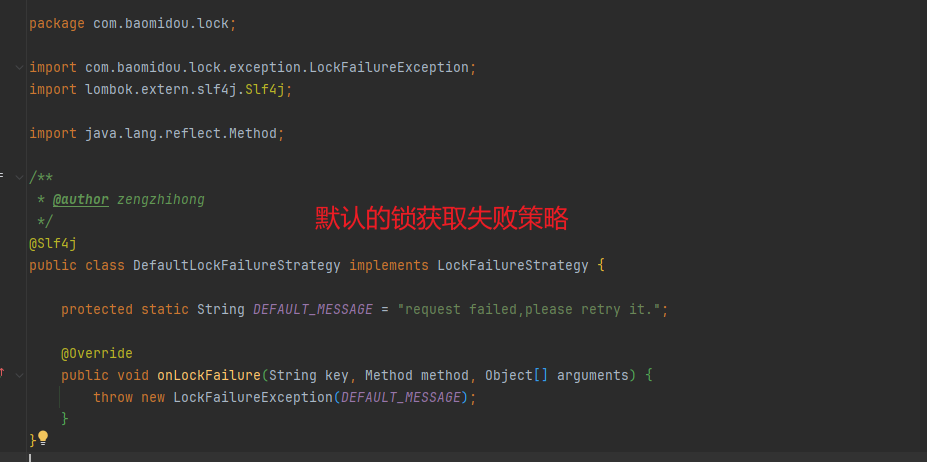 package com.baomidou.lock;
import com.baomidou.lock.exception.LockFailureException;
import lombok.extern.slf4j.Slf4j;
import java.lang.reflect.Method;
/**
 * @author zengzhihong
 */
默认的锁获取失败策略
@Slf4j
public class DefaultLockFailureStrategy implements LockFailureStrategy {
    protected static String DEFAULT_MESSAGE = "request failed,please retry it.";
    @Override
    public void onLockFailure(String key, Method method, Object[] arguments) {
        throw new LockFailureException(DEFAULT_MESSAGE);
    }
}